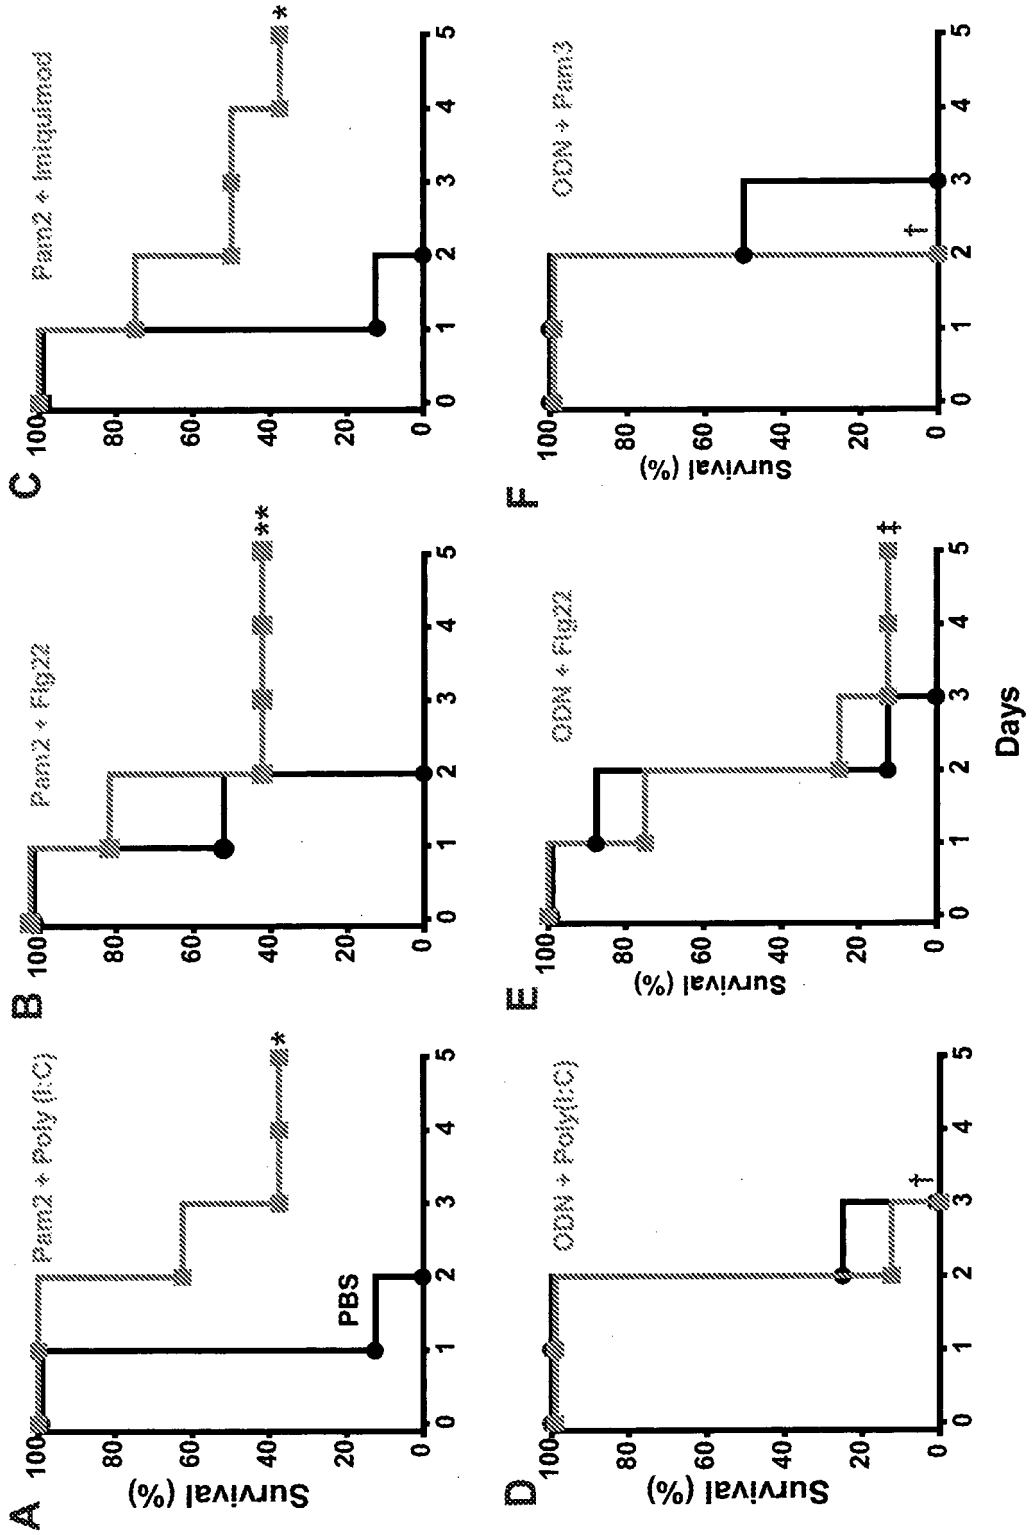 A
Pam2 + Poly (I:C)
Survival (%)
100
80
60
40
20
0
PBS
*
0 1 2 3 4 5
B
Pam2 + Flg22
100
80
60
40
20
0
**
0 1 2 3 4 5
C
Pam2 + Imiquimod
100
80
60
40
20
0
*
0 1 2 3 4 5
D
ODN + Poly(I:C)
Survival (%)
100
80
60
40
20
0
†
0 1 2 3 4 5
E
ODN + Flg22
Survival (%)
100
80
60
40
20
0
‡
0 1 2 3 4 5
Days
F
ODN + Pam3
Survival (%)
100
80
60
40
20
0
†
0 1 2 3 4 5